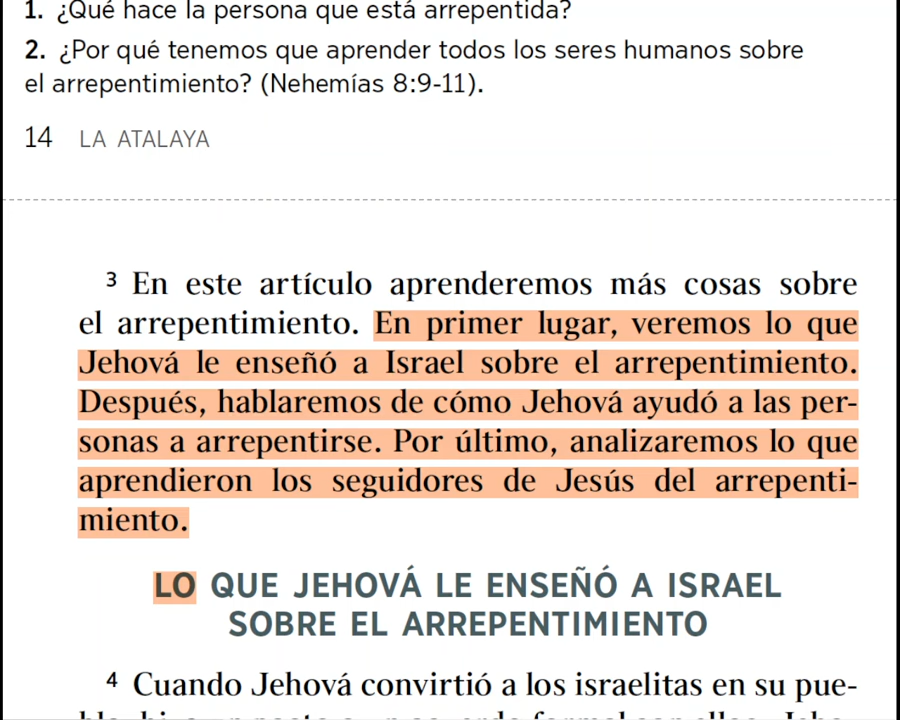 1. ¿Qué hace la persona que está arrepentida?
2. ¿Por qué tenemos que aprender todos los seres humanos sobre
el arrepentimiento? (Nehemías 8:9-11).
14 LA ATALAYA
3 En este artículo aprenderemos más cosas sobre
el arrepentimiento. En primer lugar, veremos lo que
Jehová le enseñó a Israel sobre el arrepentimiento.
Después, hablaremos de cómo Jehová ayudó a las per-
sonas a arrepentirse. Por último, analizaremos lo que
aprendieron los seguidores de Jesús del arrepenti-
miento.
LO QUE JEHOVÁ LE ENSEÑÓ A ISRAEL
SOBRE EL ARREPENTIMIENTO
4 Cuando Jehová convirtió a los israelitas en su pue-